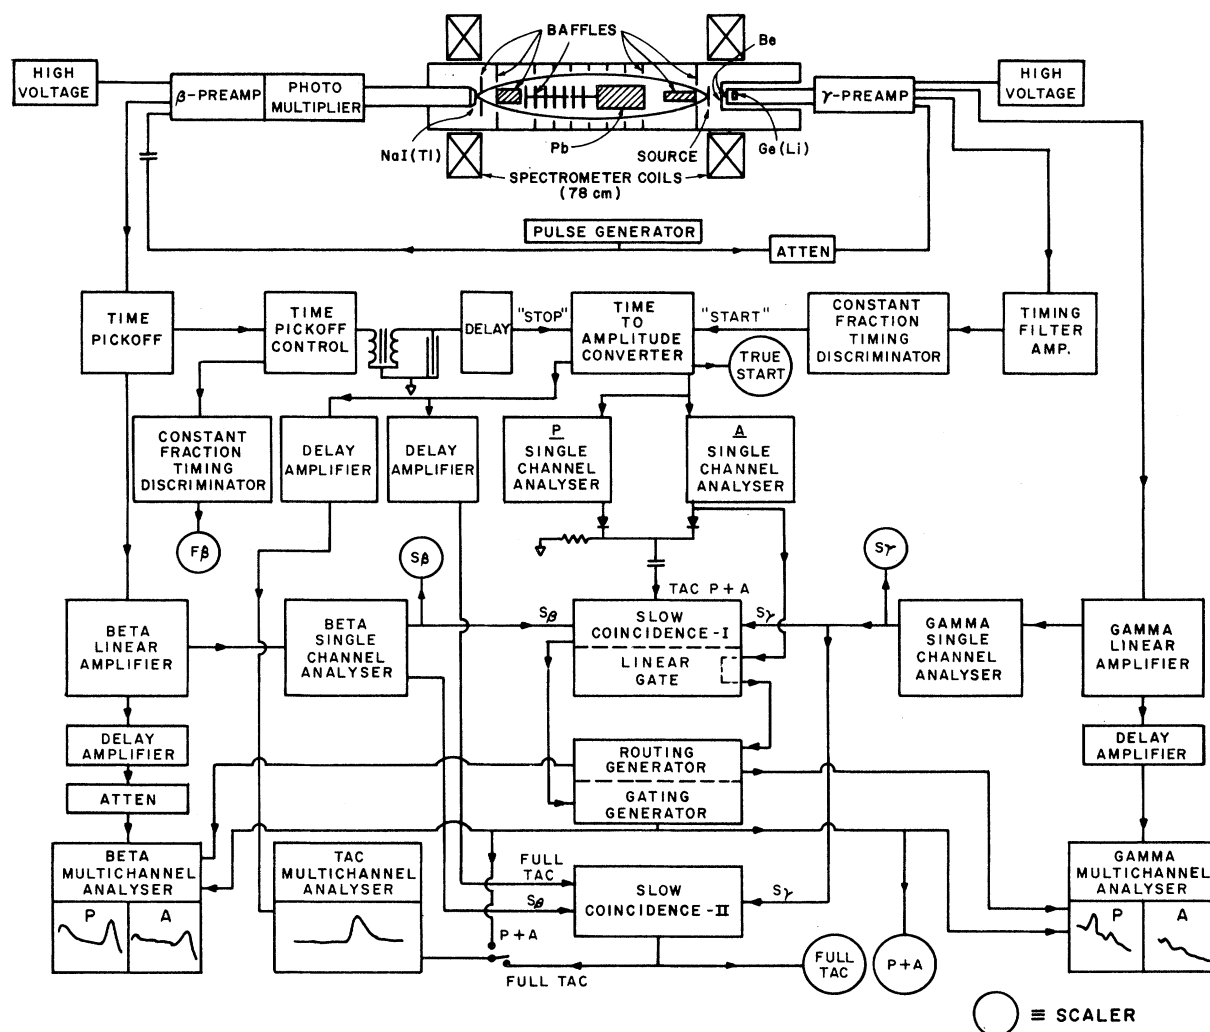 BAFFLES
Be
HIGH
VOLTAGE
β-PREAMP
PHOTO
MULTIPLIER
γ-PREAMP
HIGH
VOLTAGE
NaI(Tl)
Pb
SOURCE
Ge(Li)
SPECTROMETER COILS
(78 cm)
PULSE GENERATOR
ATTEN
TIME
PICKOFF
TIME
PICKOFF
CONTROL
DELAY
"STOP"
TIME
TO
AMPLITUDE
CONVERTER
"START"
TRUE
START
CONSTANT
FRACTION
TIMING
DISCRIMINATOR
TIMING
FILTER
AMP.
CONSTANT
FRACTION
TIMING
DISCRIMINATOR
DELAY
AMPLIFIER
DELAY
AMPLIFIER
P
SINGLE
CHANNEL
ANALYSER
A
SINGLE
CHANNEL
ANALYSER
Fβ
Sβ
Sγ
TAC P + A
BETA
LINEAR
AMPLIFIER
BETA
SINGLE
CHANNEL
ANALYSER
Sβ
SLOW
COINCIDENCE-I
LINEAR
GATE
Sγ
GAMMA
SINGLE
CHANNEL
ANALYSER
GAMMA
LINEAR
AMPLIFIER
DELAY
AMPLIFIER
ATTEN
ROUTING
GENERATOR
GATING
GENERATOR
DELAY
AMPLIFIER
BETA
MULTICHANNEL
ANALYSER
P
A
TAC
MULTICHANNEL
ANALYSER
FULL
TAC
Sβ
SLOW
COINCIDENCE-II
Sγ
P+A
FULL TAC
FULL
TAC
P+A
GAMMA
MULTICHANNEL
ANALYSER
P
A
≡ SCALER